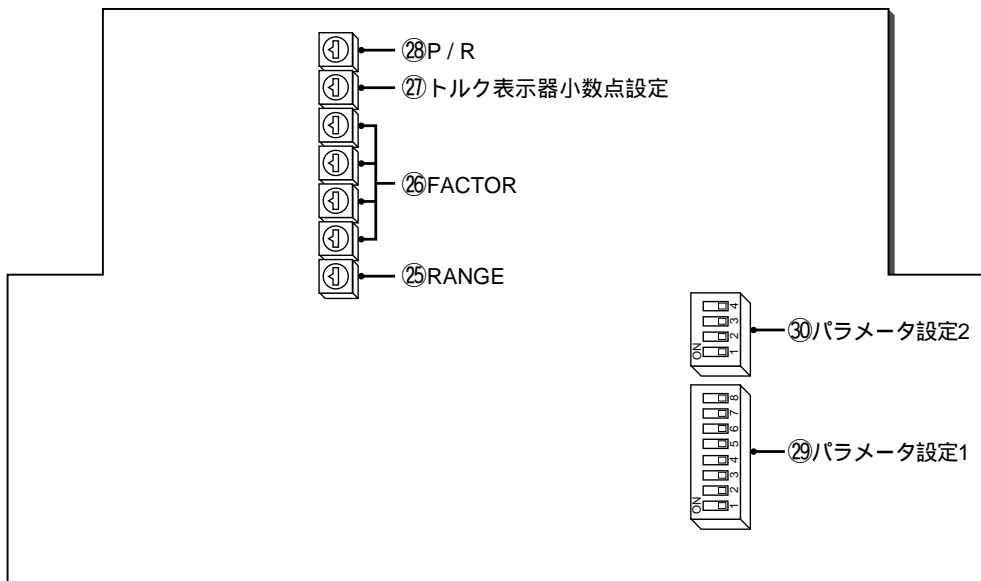 ㉘P / R
㉗トルク表示器小数点設定
㉖FACTOR
㉕RANGE
4
3
2
1
ON
㉚パラメータ設定2
8
7
6
5
4
3
2
1
ON
㉙パラメータ設定1